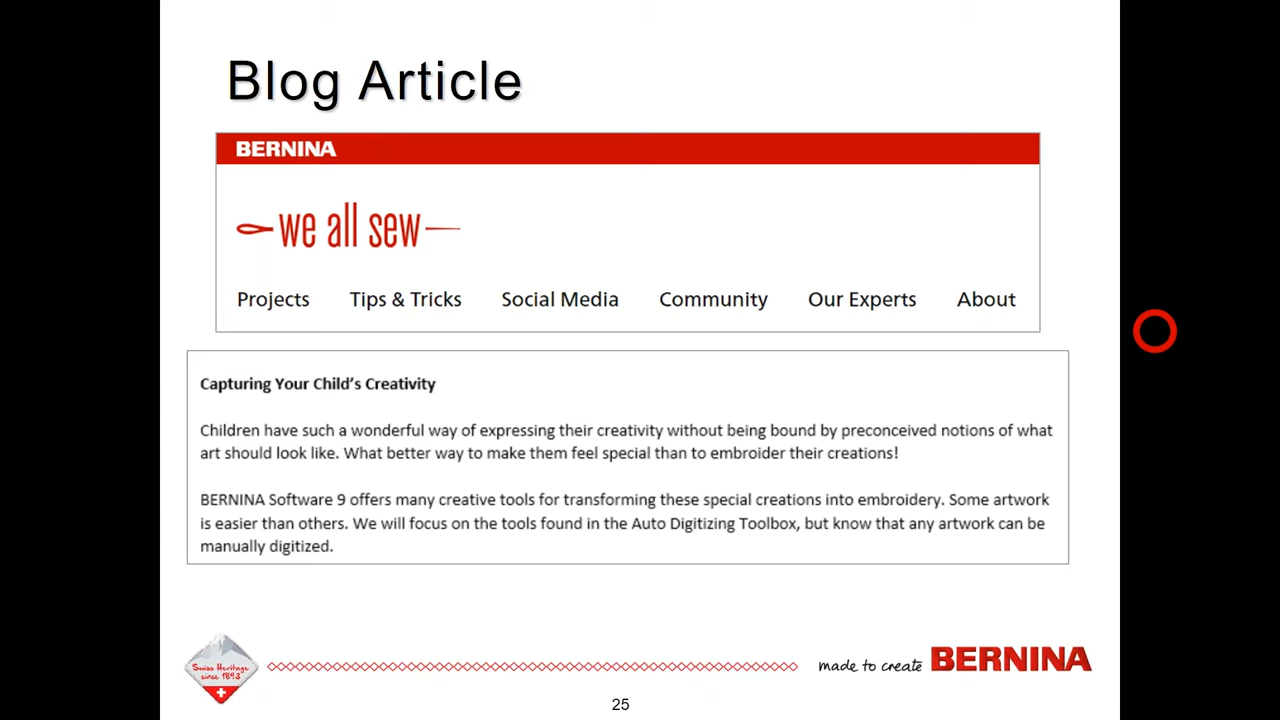 Blog Article
BERNINA
we all sew
Projects Tips & Tricks Social Media Community Our Experts About
Capturing Your Child's Creativity
Children have such a wonderful way of expressing their creativity without being bound by preconceived notions of what
art should look like. What better way to make them feel special than to embroider their creations!
BERNINA Software 9 offers many creative tools for transforming these special creations into embroidery. Some artwork
is easier than others. We will focus on the tools found in the Auto Digitizing Toolbox, but know that any artwork can be
manually digitized.
Swiss Heritage
since 1893
made to create BERNINA
25